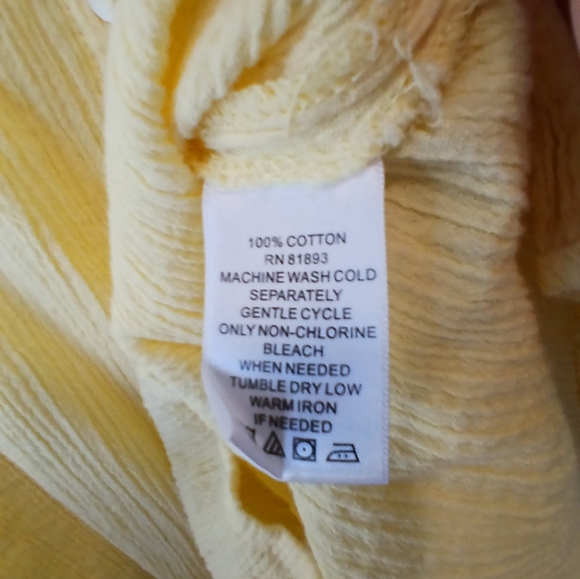 100% COTTON
RN 81893
MACHINE WASH COLD
SEPARATELY
GENTLE CYCLE
ONLY NON-CHLORINE
BLEACH
WHEN NEEDED
TUMBLE DRY LOW
WARM IRON
IF NEEDED